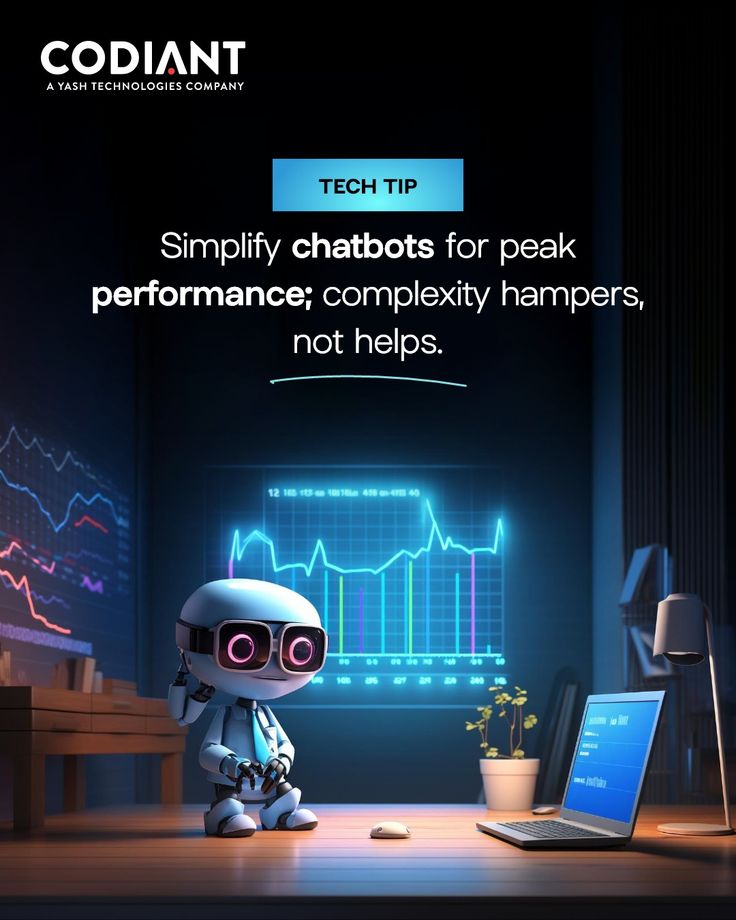 CODIANT
A YASH TECHNOLOGIES COMPANY
TECH TIP
Simplify chatbots for peak
performance; complexity hampers,
not helps.